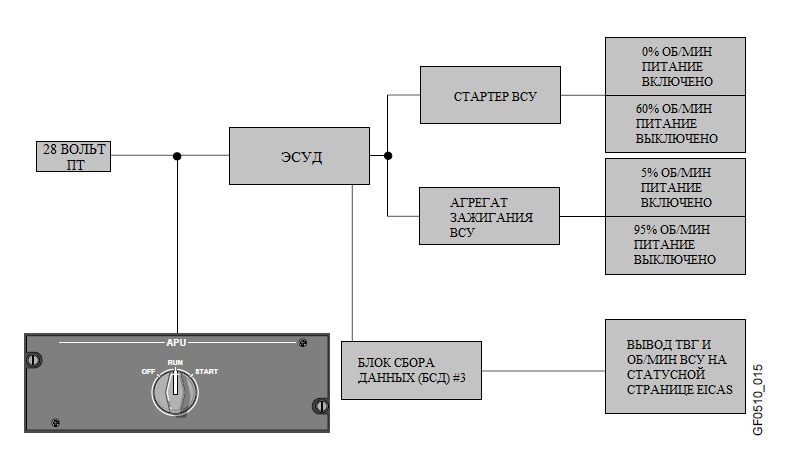 28 ВОЛЬТ
ПТ
ЭСУД
СТАРТЕР ВСУ
0% ОБ/МИН
ПИТАНИЕ
ВКЛЮЧЕНО
60% ОБ/МИН
ПИТАНИЕ
ВЫКЛЮЧЕНО
АГРЕГАТ
ЗАЖИГАНИЯ
ВСУ
5% ОБ/МИН
ПИТАНИЕ
ВКЛЮЧЕНО
95% ОБ/МИН
ПИТАНИЕ
ВЫКЛЮЧЕНО
APU
OFF
RUN
START
БЛОК СБОРА
ДАННЫХ (БСД) #3
ВЫВОД ТВГ И
ОБ/МИН ВСУ НА
СТАТУСНОЙ
СТРАНИЦЕ EICAS
GF0510_015